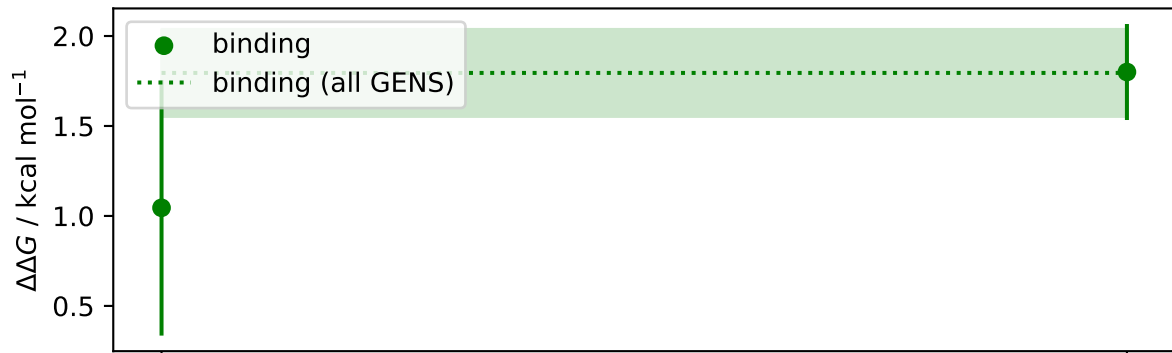 ΔΔG / kcal mol⁻¹
2.0
1.5
1.0
0.5
binding
binding (all GENS)